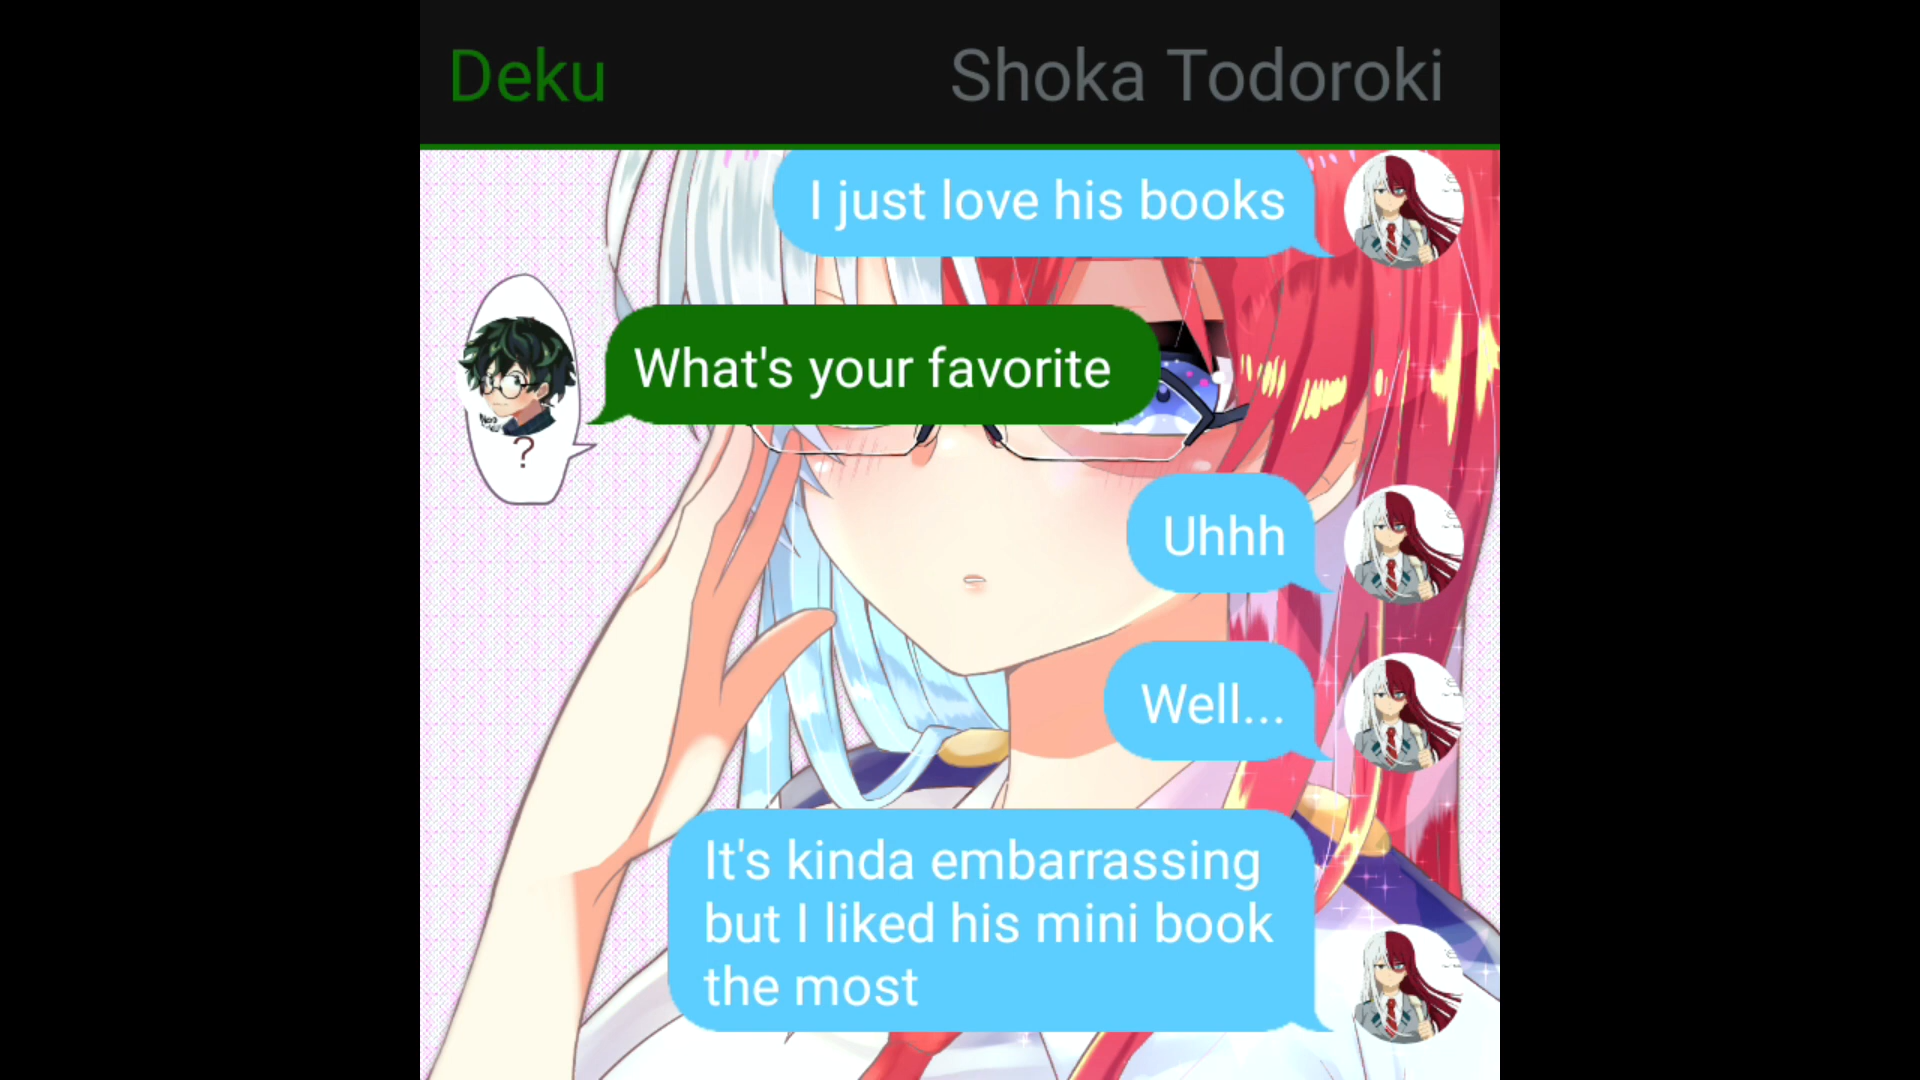 Deku
Shoka Todoroki
I just love his books
What's your favorite
?
Uhhh
Well...
It's kinda embarrassing
but I liked his mini book
the most